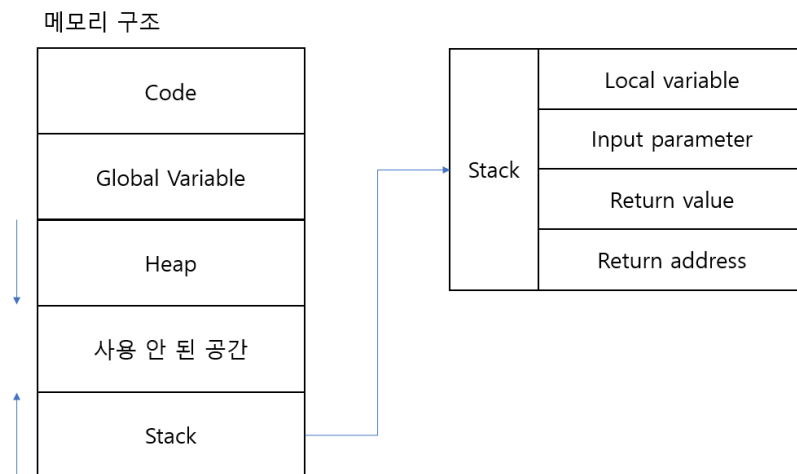 메모리 구조
Code
Global Variable
Heap
사용 안 된 공간
Stack
Stack
Local variable
Input parameter
Return value
Return address